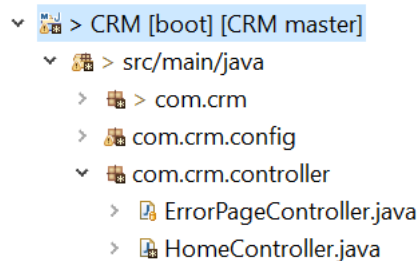 > CRM [boot] [CRM master]
> src/main/java
> com.crm
com.crm.config
com.crm.controller
ErrorPageController.java
HomeController.java